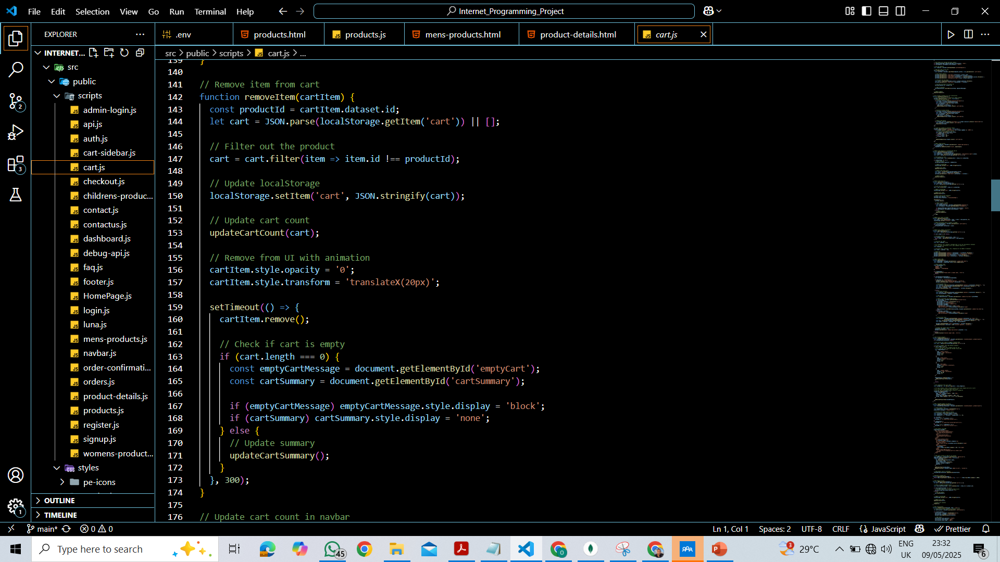 File Edit Selection View Go Run Terminal Help
Internet_Programming_Project
EXPLORER
.env
products.html
products.js
mens-products.html
product-details.html
cart.js
INTERNET...
src > public > scripts > cart.js > ...
src
public
scripts
admin-login.js
api.js
auth.js
cart-sidebar.js
cart.js
checkout.js
childrens-produc...
contact.js
contactus.js
dashboard.js
debug-api.js
faq.js
footer.js
HomePage.js
login.js
luna.js
mens-products.js
navbar.js
order-confirmati...
orders.js
product-details.js
products.js
register.js
signup.js
womens-product...
styles
pe-icons
OUTLINE
TIMELINE
2
3
1
139 }
140
141 // Remove item from cart
142 function removeItem(cartItem) {
143 const productId = cartItem.dataset.id;
144 let cart = JSON.parse(localStorage.getItem('cart')) || [];
145
146 // Filter out the product
147 cart = cart.filter(item => item.id !== productId);
148
149 // Update localStorage
150 localStorage.setItem('cart', JSON.stringify(cart));
151
152 // Update cart count
153 updateCartCount(cart);
154
155 // Remove from UI with animation
156 cartItem.style.opacity = '0';
157 cartItem.style.transform = 'translateX(20px)';
158
159 setTimeout(() => {
160 cartItem.remove();
161
162 // Check if cart is empty
163 if (cart.length === 0) {
164 const emptyCartMessage = document.getElementById('emptyCart');
165 const cartSummary = document.getElementById('cartSummary');
166
167 if (emptyCartMessage) emptyCartMessage.style.display = 'block';
168 if (cartSummary) cartSummary.style.display = 'none';
169 } else {
170 // Update summary
171 updateCartSummary();
172 }
173 }, 300);
174 }
175
176 // Update cart count in navbar
main* 0 0
Ln 1, Col 1 Spaces: 2 UTF-8 CRLF {} JavaScript Prettier
Type here to search
45
3
29°C
ENG
UK
23:32
09/05/2025
6